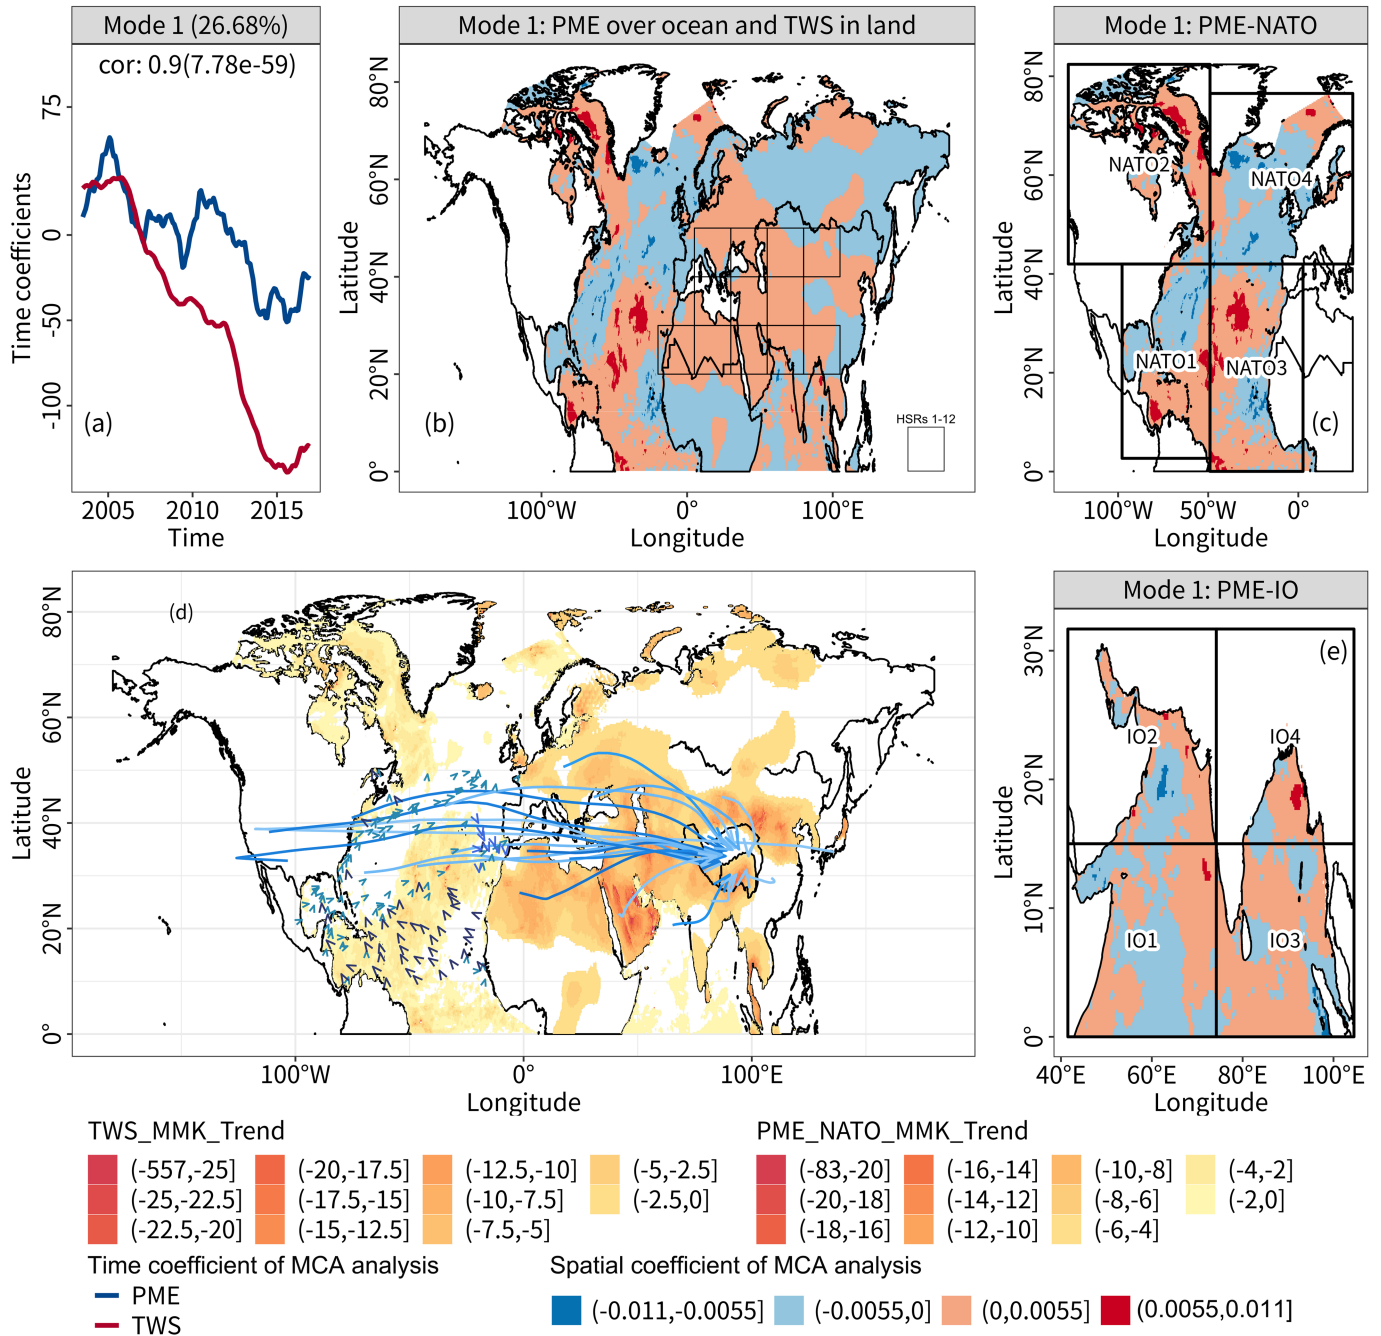 Mode 1 (26.68%)
cor: 0.9(7.78e-59)
75
0
-50
-100
Time coefficients
(a)
2005
2010
2015
Time
Mode 1: PME over ocean and TWS in land
80°N
60°N
40°N
20°N
0°
Latitude
(b)
HSRs 1-12
100°W
0°
100°E
Longitude
Mode 1: PME-NATO
80°N
60°N
40°N
20°N
0°
Latitude
NATO2
NATO4
NATO1
NATO3
(c)
100°W
50°W
0°
Longitude
(d)
80°N
60°N
40°N
20°N
0°
Latitude
100°W
0°
100°E
Longitude
Mode 1: PME-IO
(e)
30°N
20°N
10°N
0°
Latitude
IO2
IO4
IO1
IO3
40°E
60°E
80°E
100°E
Longitude
TWS_MMK_Trend
(-557,-25]
(-20,-17.5]
(-12.5,-10]
(-5,-2.5]
(-25,-22.5]
(-17.5,-15]
(-10,-7.5]
(-2.5,0]
(-22.5,-20]
(-15,-12.5]
(-7.5,-5]
PME_NATO_MMK_Trend
(-83,-20]
(-16,-14]
(-10,-8]
(-4,-2]
(-20,-18]
(-14,-12]
(-8,-6]
(-2,0]
(-18,-16]
(-12,-10]
(-6,-4]
Time coefficient of MCA analysis
PME
TWS
Spatial coefficient of MCA analysis
(-0.011,-0.0055]
(-0.0055,0]
(0,0.0055]
(0.0055,0.011]